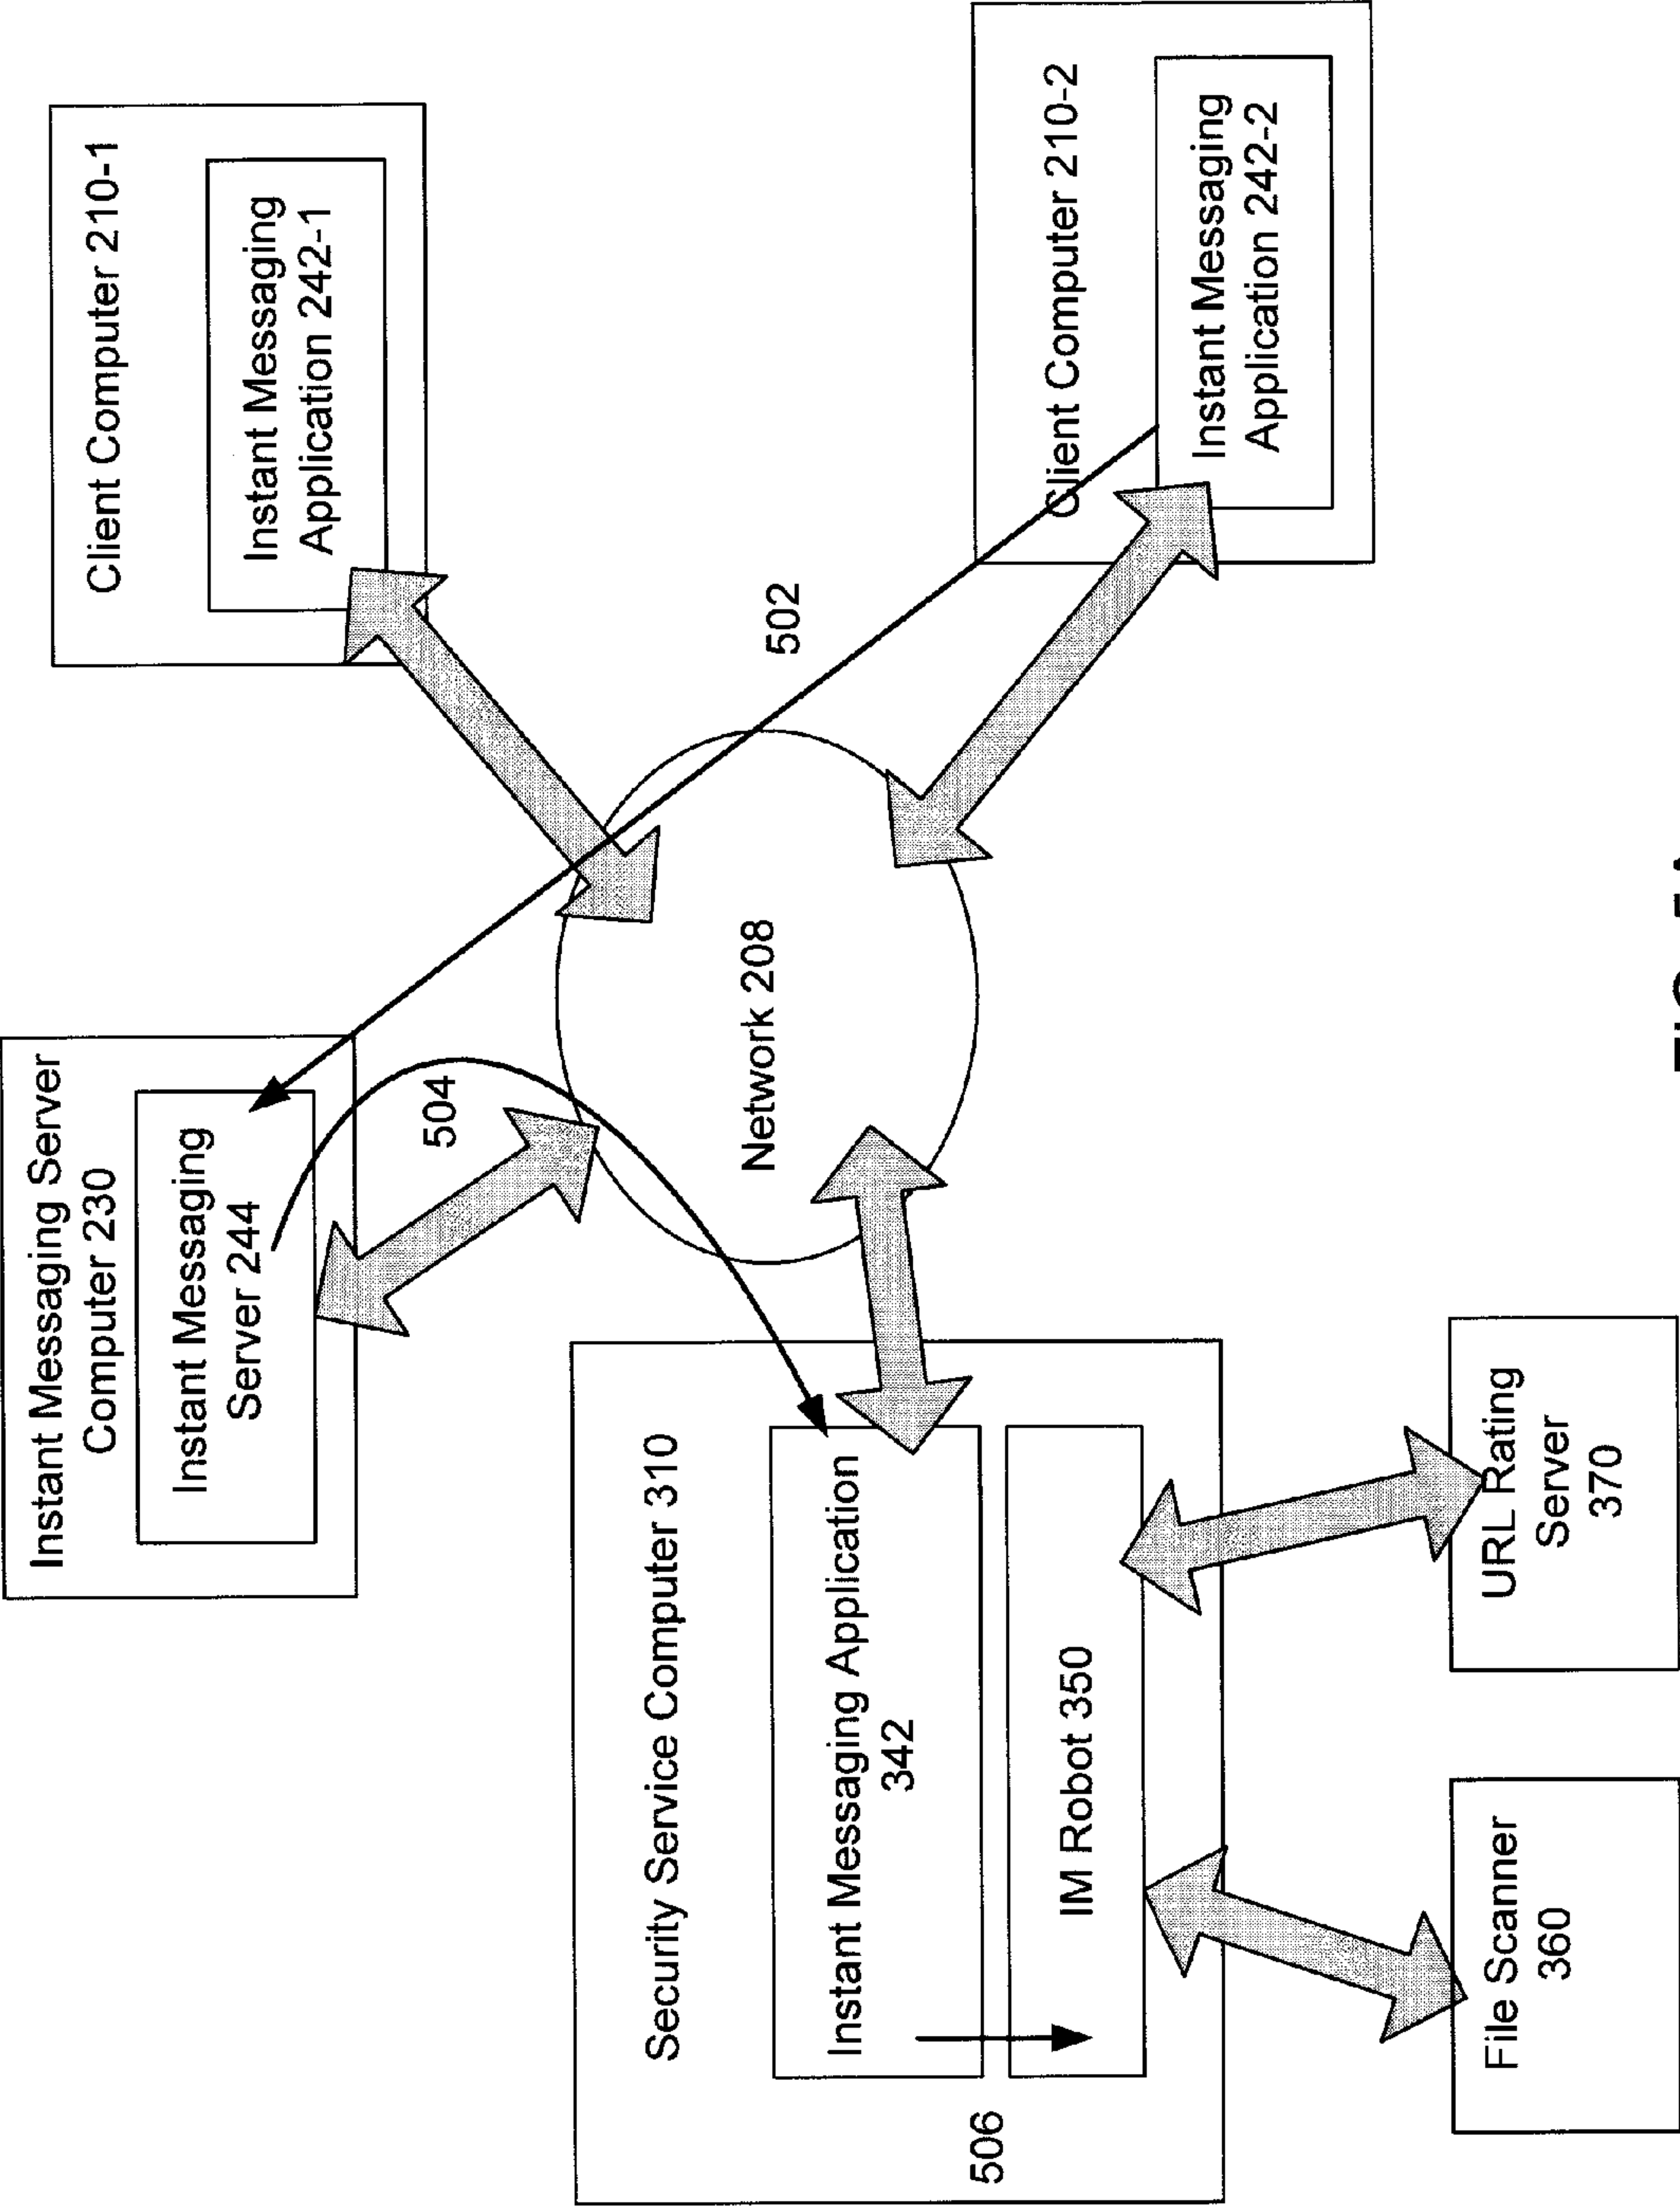 Instant Messaging Server
Computer 230
Instant Messaging
Server 244
Client Computer 210-1
Instant Messaging
Application 242-1
504
502
Network 208
Security Service Computer 310
Instant Messaging Application
342
506
IM Robot 350
Client Computer 210-2
Instant Messaging
Application 242-2
File Scanner
360
URL Rating
Server
370
FIG. 5A